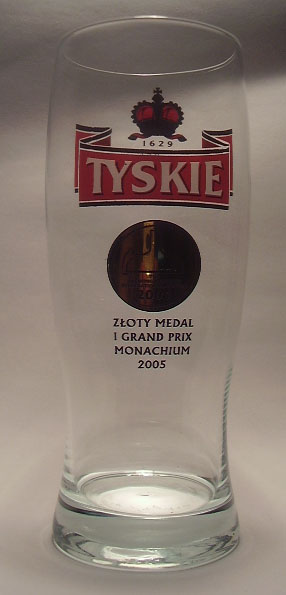 1629
TYSKIE
ZŁOTY MEDAL
I GRAND PRIX
MONACHIUM
2005